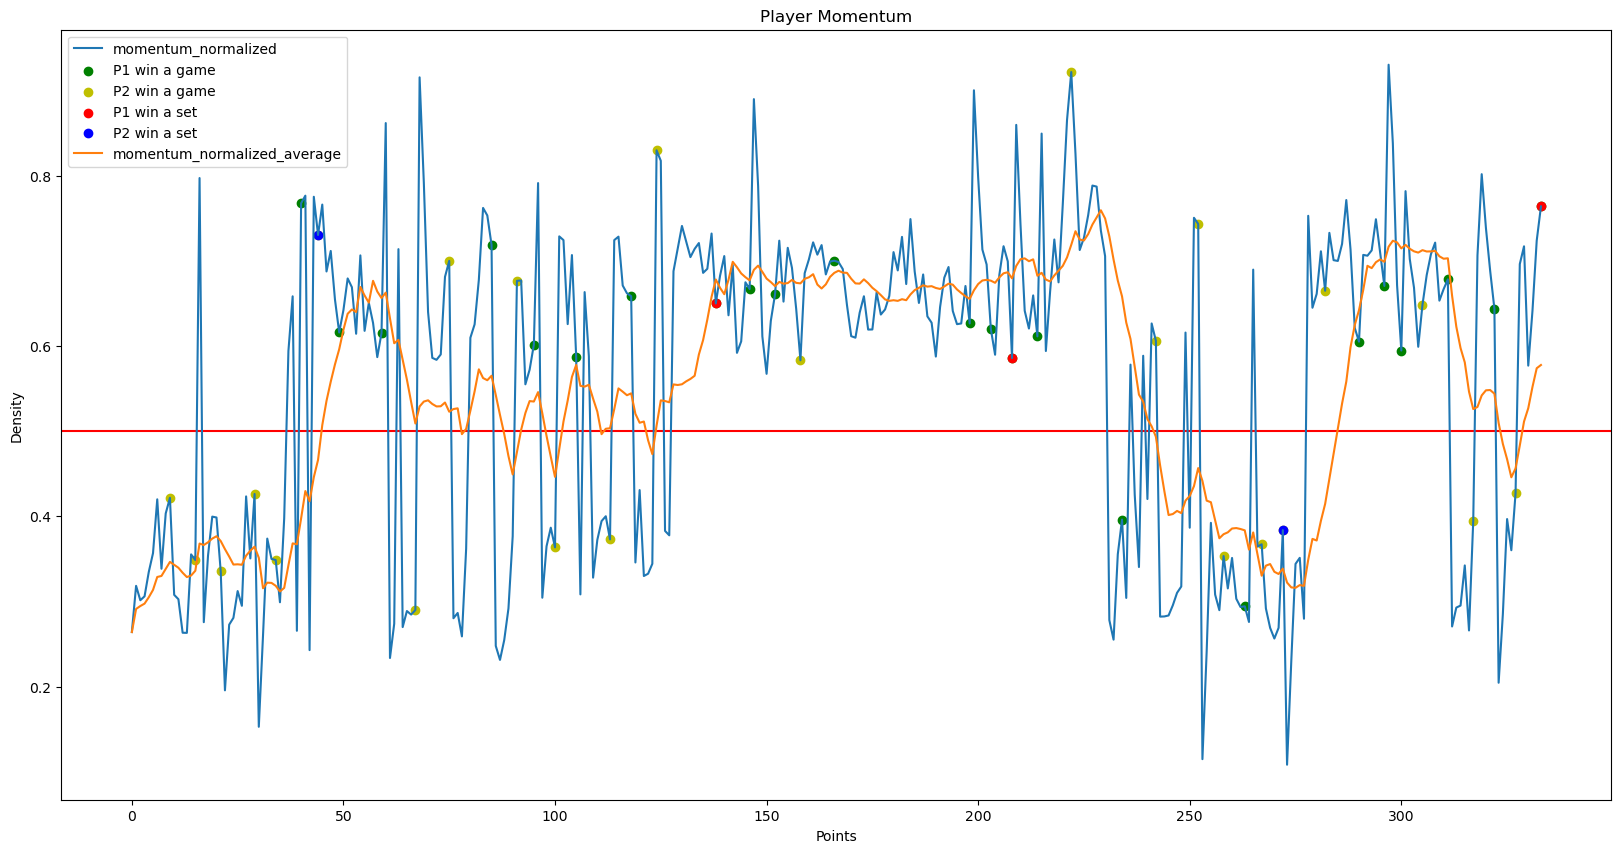 Player Momentum
momentum_normalized
P1 win a game
P2 win a game
P1 win a set
P2 win a set
momentum_normalized_average
Density
0.8
0.6
0.4
0.2
0 50 100 150 200 250 300
Points